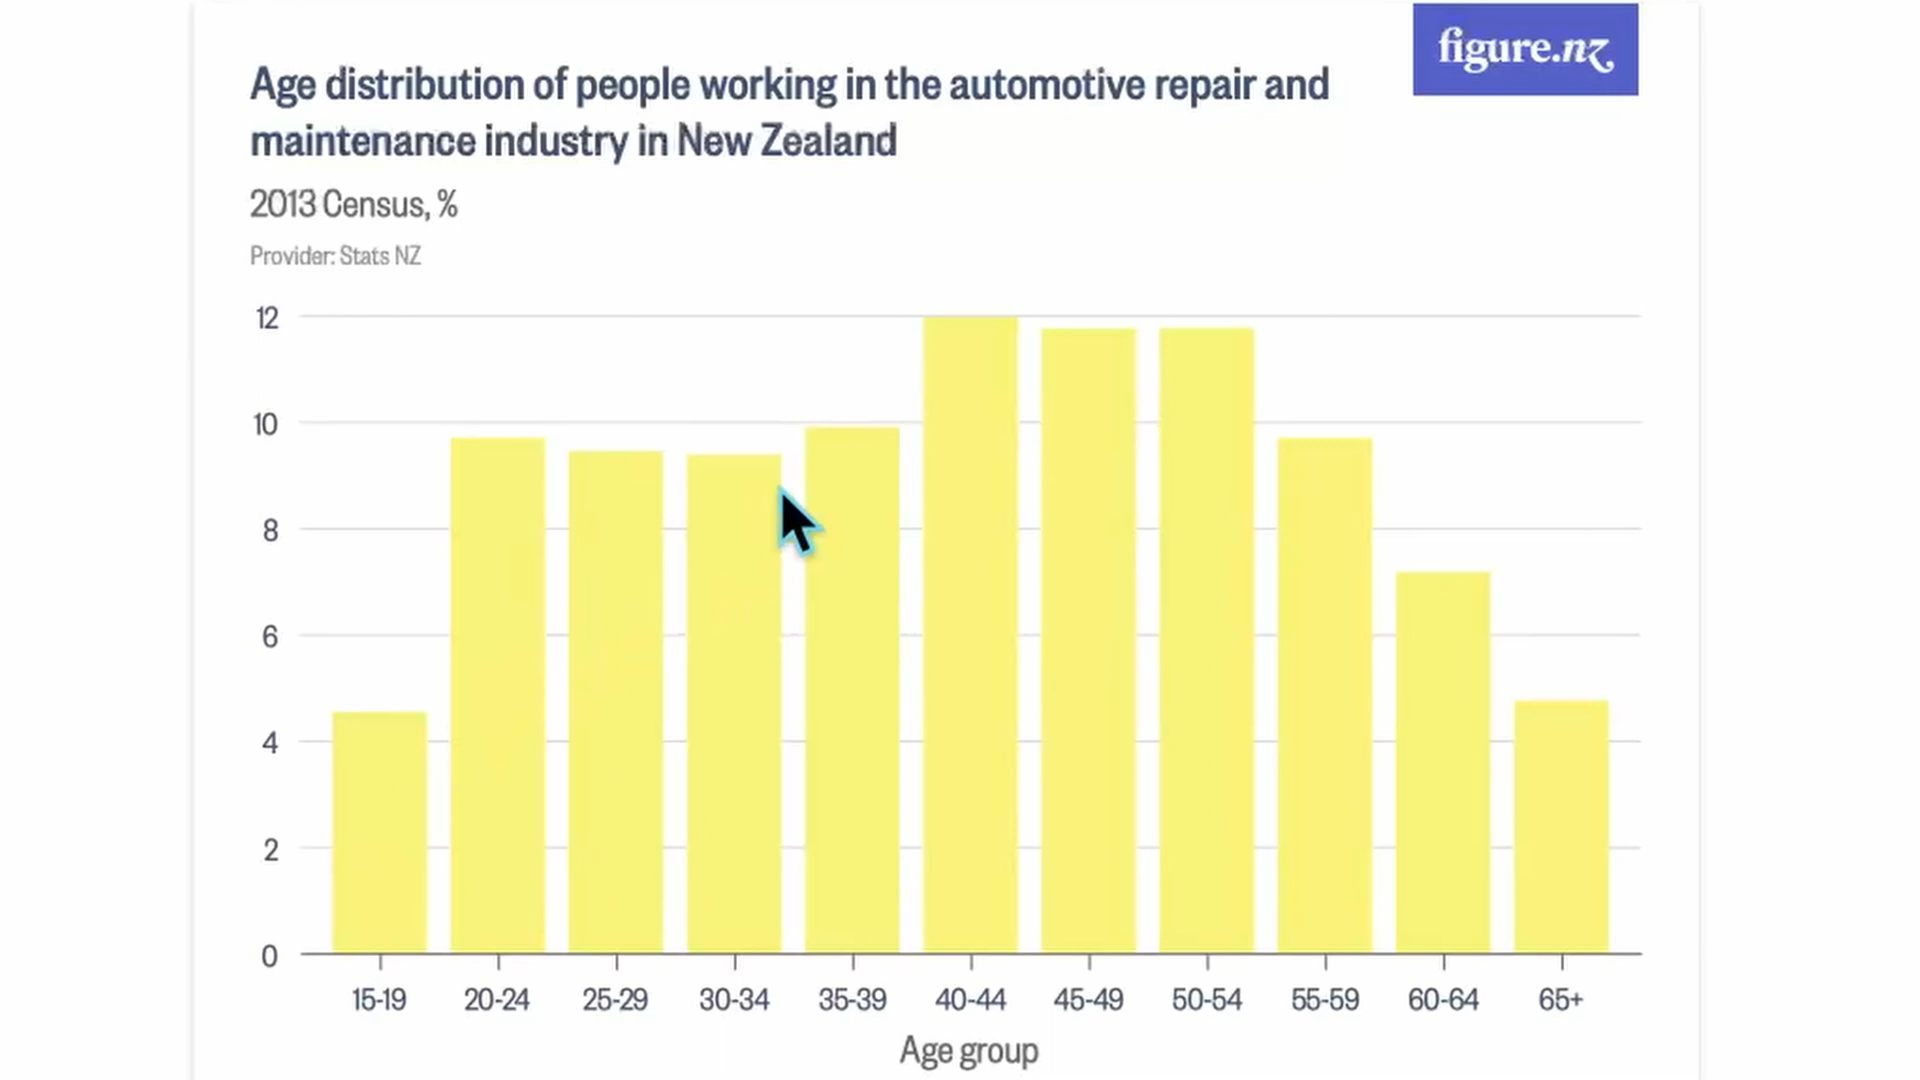 figure.nz
Age distribution of people working in the automotive repair and
maintenance industry in New Zealand
2013 Census, %
Provider: Stats NZ
12
10
8
6
4
2
0
15-19 20-24 25-29 30-34 35-39 40-44 45-49 50-54 55-59 60-64 65+
Age group